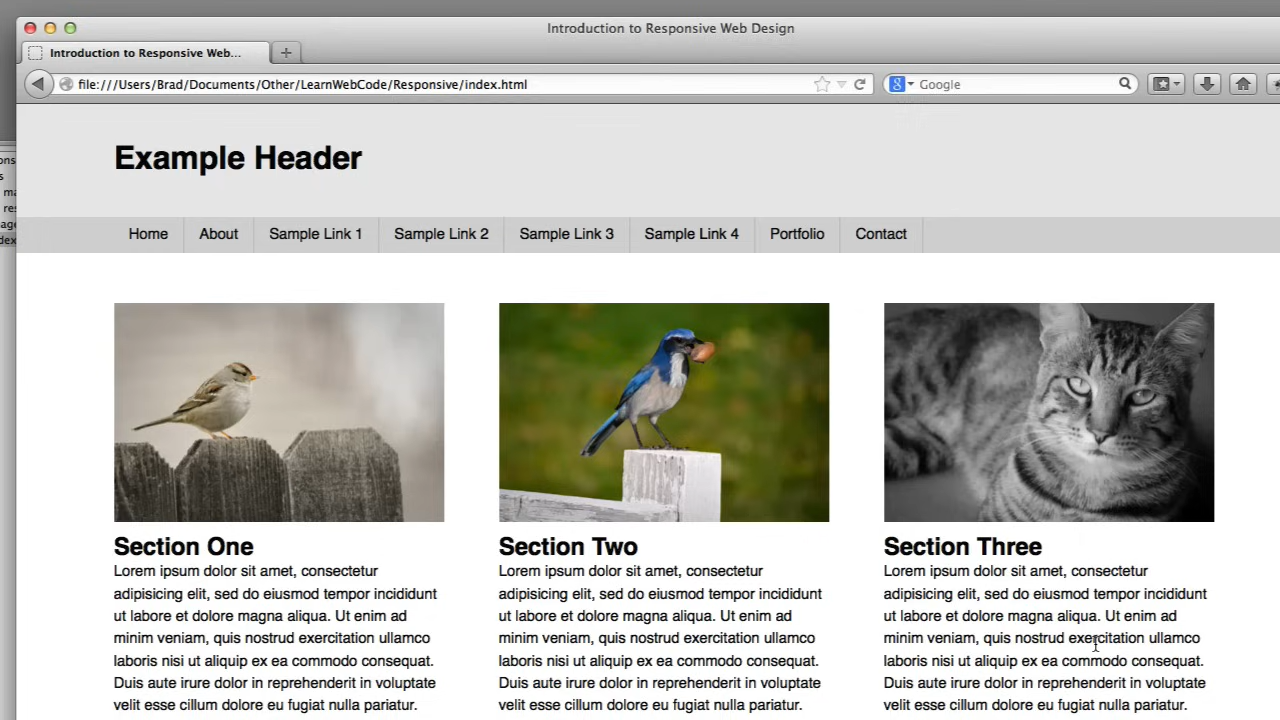 Introduction to Responsive Web Design
Introduction to Responsive Web...
file:///Users/Brad/Documents/Other/LearnWebCode/Responsive/index.html
Google
Example Header
Home
About
Sample Link 1
Sample Link 2
Sample Link 3
Sample Link 4
Portfolio
Contact
Section One
Lorem ipsum dolor sit amet, consectetur
adipisicing elit, sed do eiusmod tempor incididunt
ut labore et dolore magna aliqua. Ut enim ad
minim veniam, quis nostrud exercitation ullamco
laboris nisi ut aliquip ex ea commodo consequat.
Duis aute irure dolor in reprehenderit in voluptate
velit esse cillum dolore eu fugiat nulla pariatur.
Section Two
Lorem ipsum dolor sit amet, consectetur
adipisicing elit, sed do eiusmod tempor incididunt
ut labore et dolore magna aliqua. Ut enim ad
minim veniam, quis nostrud exercitation ullamco
laboris nisi ut aliquip ex ea commodo consequat.
Duis aute irure dolor in reprehenderit in voluptate
velit esse cillum dolore eu fugiat nulla pariatur.
Section Three
Lorem ipsum dolor sit amet, consectetur
adipisicing elit, sed do eiusmod tempor incididunt
ut labore et dolore magna aliqua. Ut enim ad
minim veniam, quis nostrud exercitation ullamco
laboris nisi ut aliquip ex ea commodo consequat.
Duis aute irure dolor in reprehenderit in voluptate
velit esse cillum dolore eu fugiat nulla pariatur.